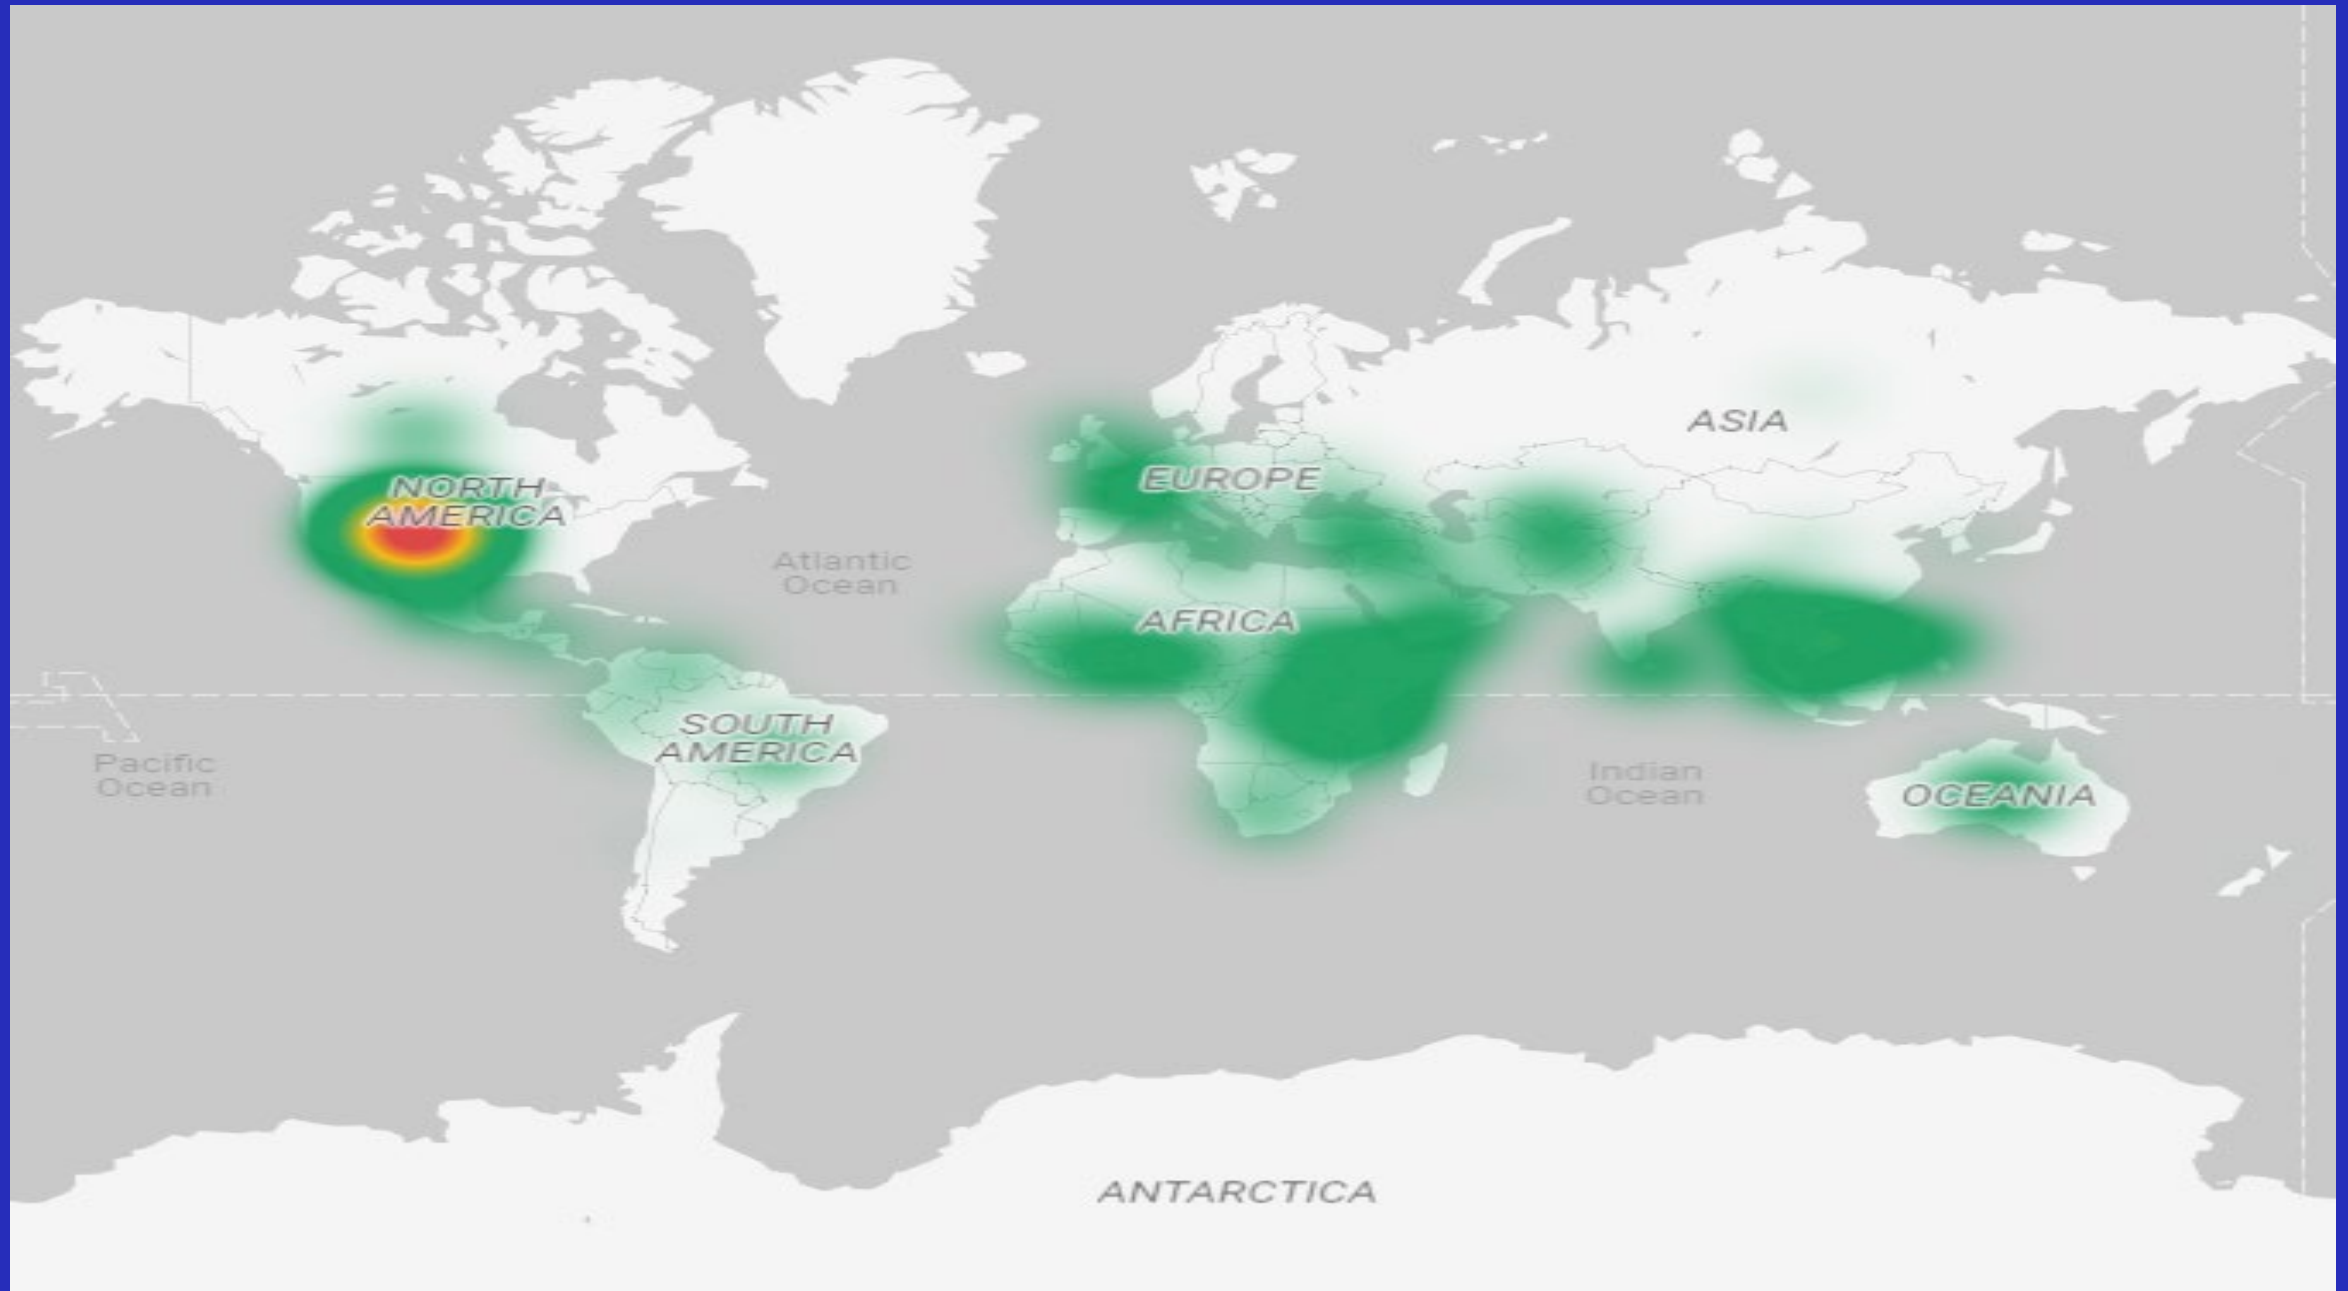 ASIA
NORTH
AMERICA
EUROPE
Atlantic
Ocean
AFRICA
SOUTH
AMERICA
Pacific
Ocean
Indian
Ocean
OCEANIA
ANTARCTICA